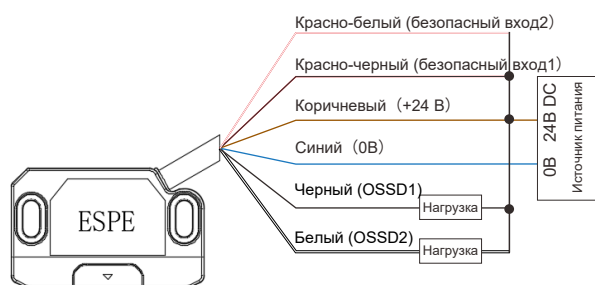 Красно-белый (безопасный вход2)
Красно-черный (безопасный вход1)
Коричневый（+24 В）
Синий（0В）
Черный (OSSD1)
Нагрузка
Белый (OSSD2)
Нагрузка
0В 24В DC
Источник питания
ESPE